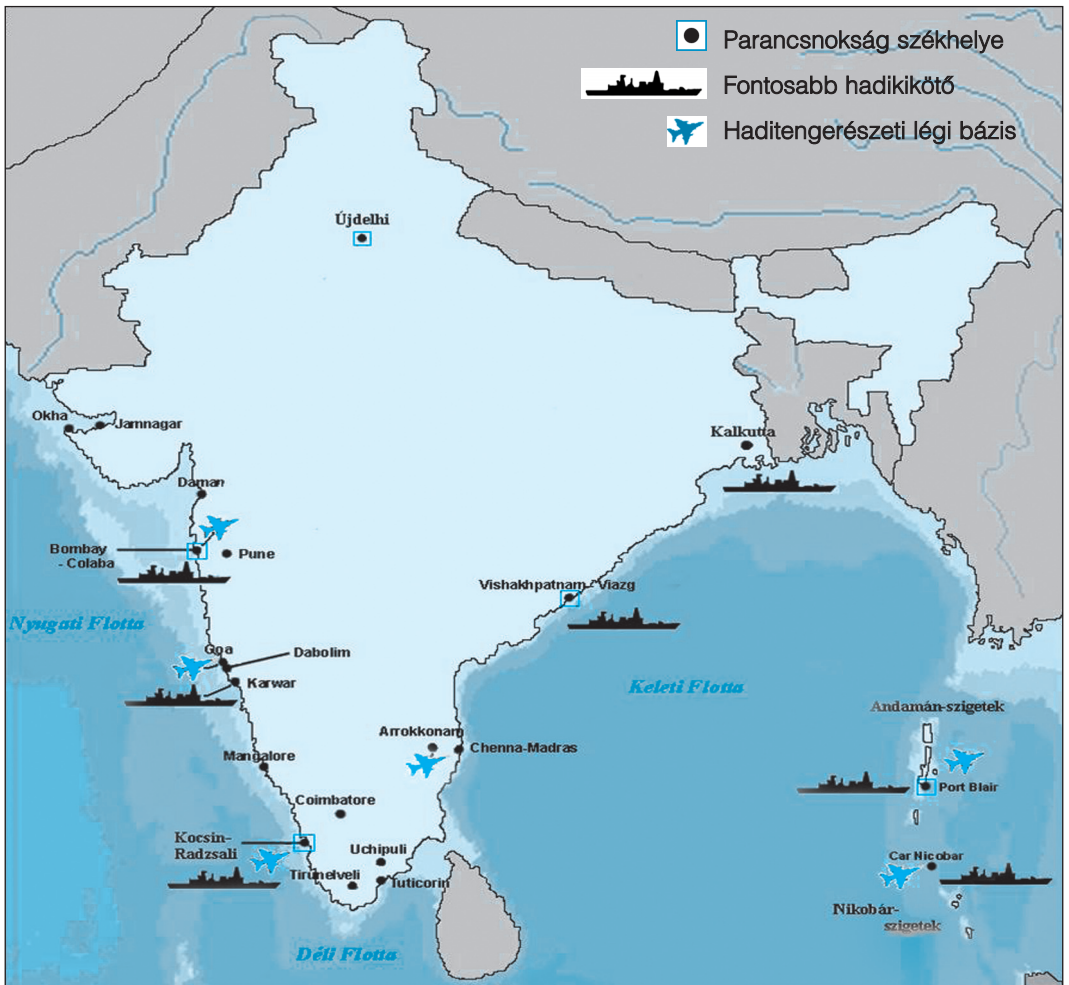 Parancsnokság székhelye
Fontosabb hadikikötő
Haditengerészeti légi bázis
Újdelhi
Okha
Jamnagar
Kalkutta
Daman
Bombay
- Colaba
Pune
Vishakhpatnam - Viazg
Nyugati Flotta
Goa
Dabolim
Karwar
Keleti Flotta
Andamán-szigetek
Arrokkonam
Chenna-Madras
Mangalore
Port Blair
Coimbatore
Kocsin-
Radzsali
Uchipuli
Car Nicobar
Tirunelveli
Tuticorin
Nikobár-
szigetek
Déli Flotta